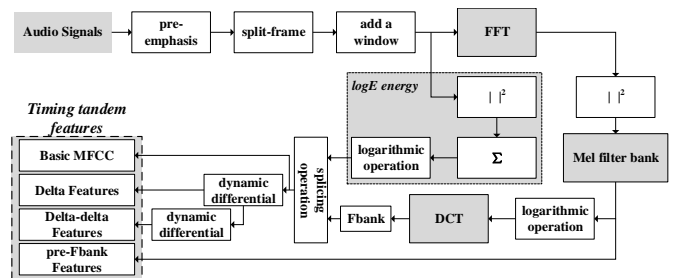 Audio Signals
pre-
emphasis
split-frame
add a
window
FFT
logE energy
| |²
| |²
Timing tandem
features
Basic MFCC
Delta Features
Delta-delta
Features
pre-Fbank
Features
dynamic
differential
dynamic
differential
splicing
operation
logarithmic
operation
Σ
Mel filter bank
Fbank
DCT
logarithmic
operation